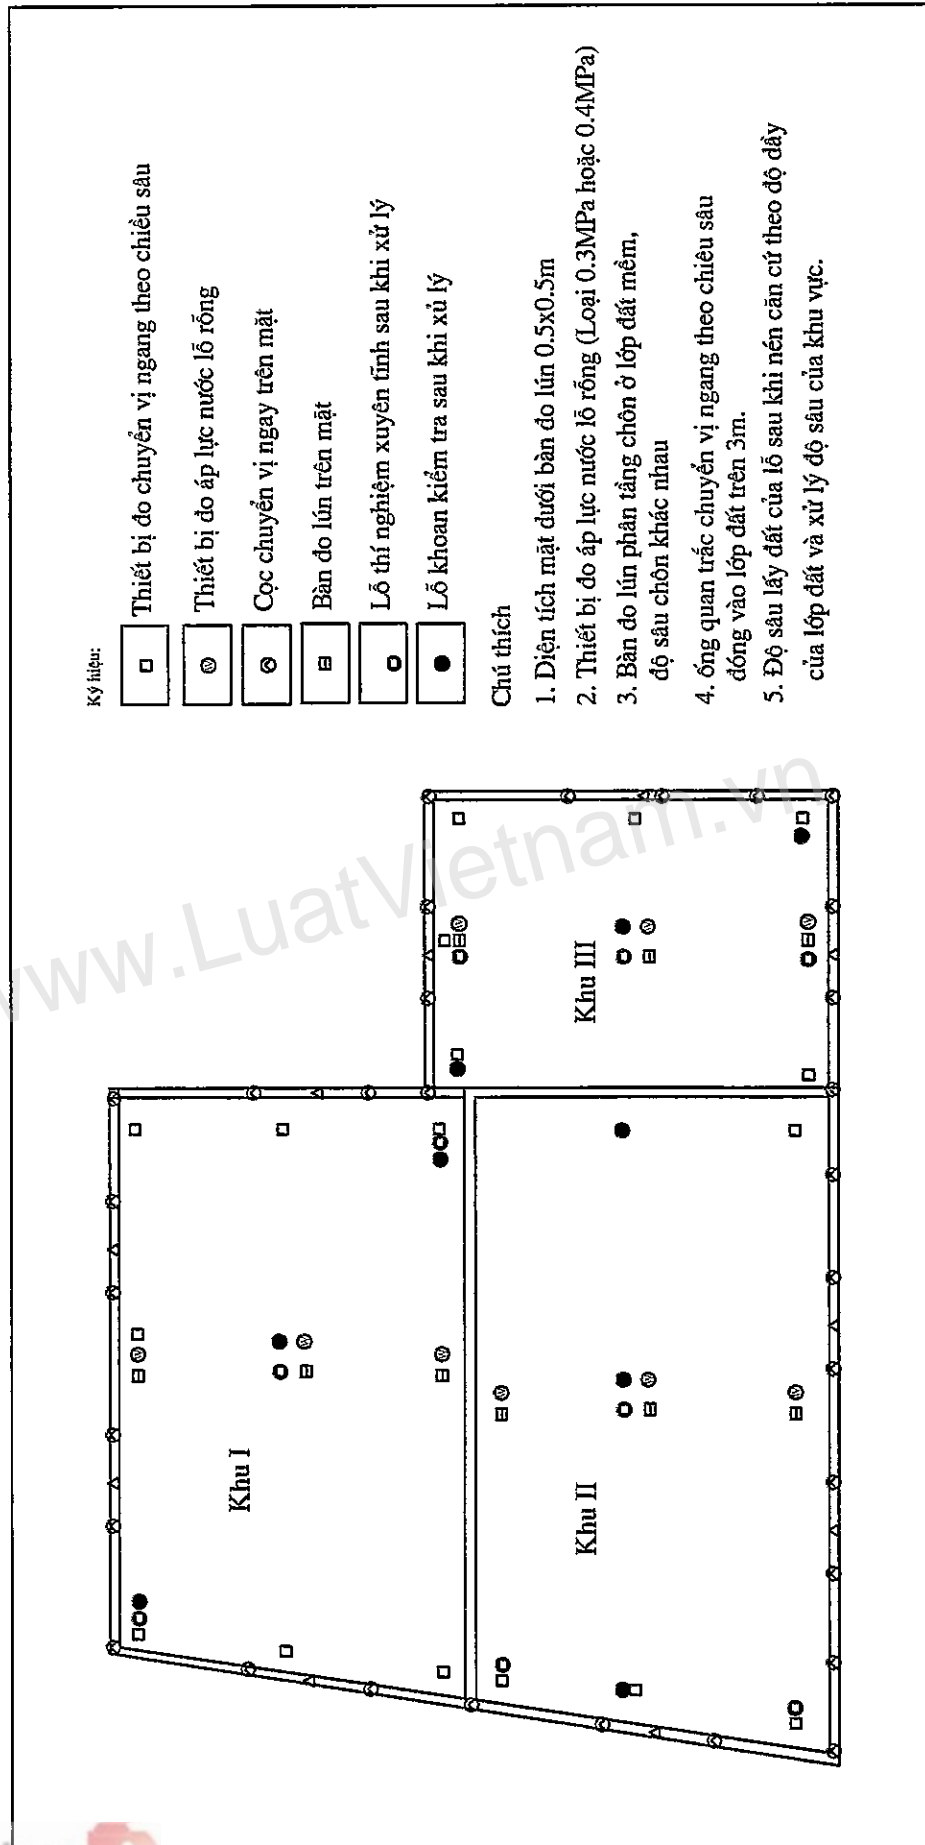 Ký hiệu:
Thiết bị đo chuyển vị ngang theo chiều sâu
Thiết bị đo áp lực nước lỗ rỗng
Cọc chuyển vị ngay trên mặt
Bàn đo lún trên mặt
Lỗ thí nghiệm xuyên tĩnh sau khi xử lý
Lỗ khoan kiểm tra sau khi xủ lý
Chú thích
1. Diện tích mặt dưới bàn đo lún 0.5x0.5m
2. Thiết bị đo áp lực nước lỗ rỗng (Loại 0.3MPa hoặc 0.4MPa)
3. Bàn đo lún phân tầng chôn ở lớp đất mềm,
độ sâu chôn khác nhau
4. ống quan trắc chuyển vị ngang theo chiều sâu
đóng vào lớp đất trên 3m.
5. Độ sâu lấy đất của lỗ sau khi nén căn cứ theo độ dầy
của lớp đất và xử lý độ sâu của khu vực.
Khu I
Khu II
Khu III
www.LuatVietnam.vn